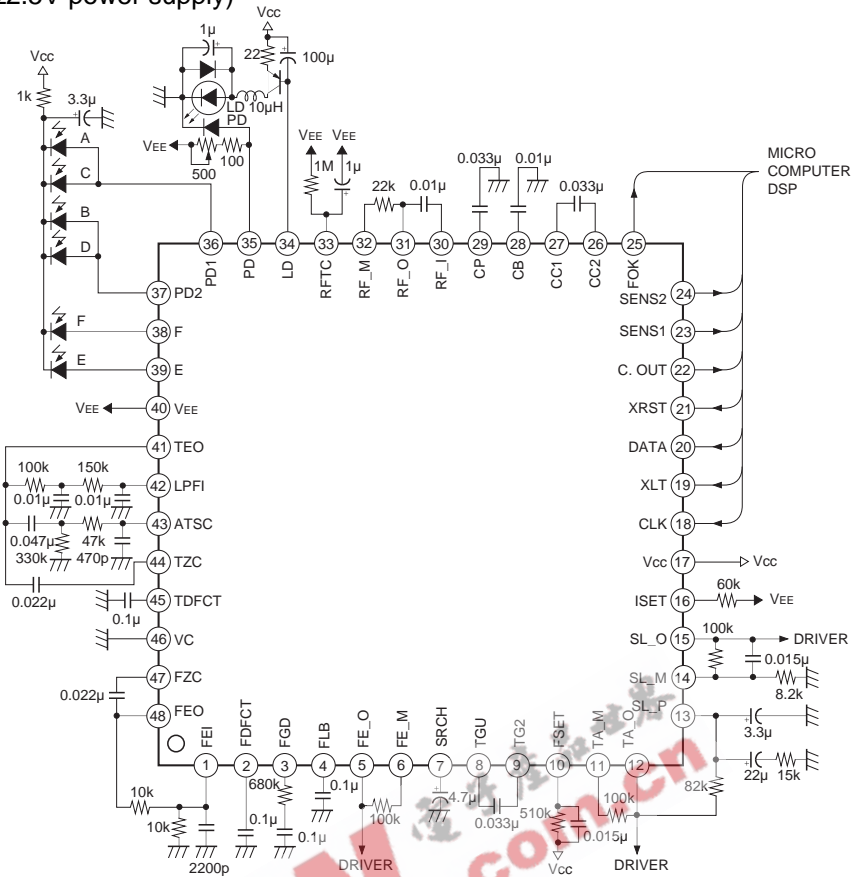 ±2.5V power supply)
Vcc
1µ
22
100µ
Vcc
1k
3.3µ
LD 10µH
PD
VEE
500
100
VEE
VEE
1M
1µ
22k
0.01µ
0.033µ
0.01µ
0.033µ
MICRO
COMPUTER
DSP
A
C
B
D
F
E
36
35
34
33
32
31
30
29
28
27
26
25
PD1
PD
LD
RFTC
RF_M
RF_O
RF_I
CP
CB
CC1
CC2
FOK
37 PD2
38 F
39 E
VEE
40 VEE
41 TEO
42 LPFI
43 ATSC
44 TZC
45 TDFCT
46 VC
47 FZC
48 FEO
100k
150k
0.01µ
0.01µ
0.047µ
47k
330k
470p
0.022µ
0.1µ
0.022µ
SENS2 24
SENS1 23
C. OUT 22
XRST 21
DATA 20
XLT 19
CLK 18
Vcc 17
Vcc
ISET 16
60k
VEE
SL_O 15
DRIVER
100k
0.015µ
SL_M 14
8.2k
SL_P
13
3.3µ
22µ
15k
82k
FEI
FDFCT
FGD
FLB
FE_O
FE_M
SRCH
TGU
TG2
FSET
TA_M
TA_O
1
2
3
4
5
6
7
8
9
10
11
12
10k
10k
2200p
0.1µ
680k
0.1µ
0.1µ
100k
DRIVER
4.7µ
0.033µ
510k
0.015µ
Vcc
100k
DRIVER
com.cn